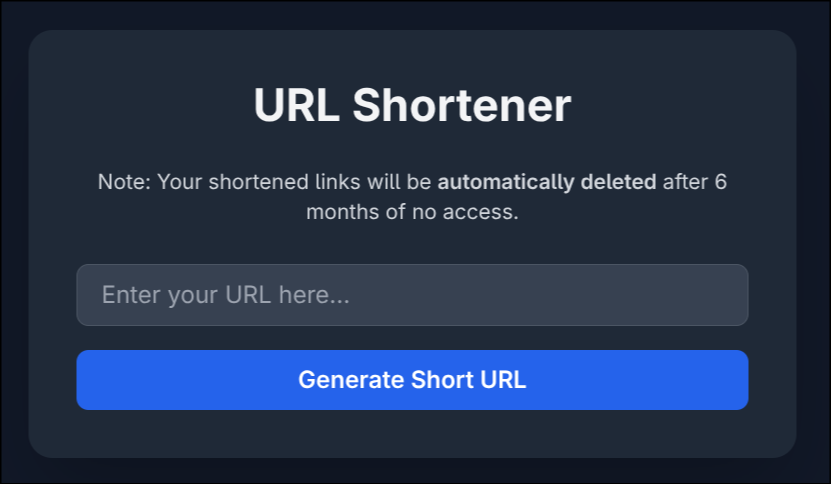 URL Shortener
Note: Your shortened links will be automatically deleted after 6
months of no access.
Enter your URL here...
Generate Short URL